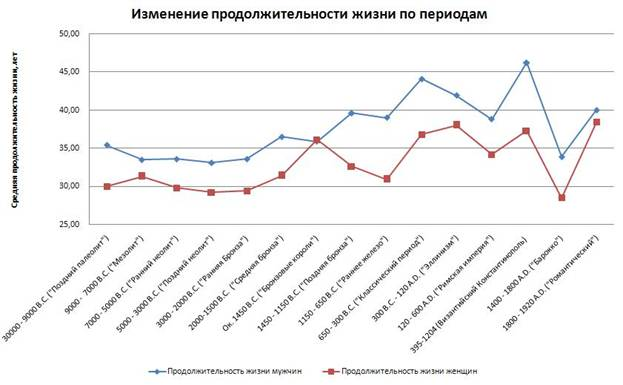 Изменение продолжительности жизни по периодам
Средняя продолжительность жизни, лет
50,00
45,00
40,00
35,00
30,00
25,00
30000 - 9000 B.C. ("Поздний палеолит")
9000 - 7000 B.C. ("Мезолит")
7000 - 5000 B.C. ("Ранний неолит")
5000 - 3000 B.C. ("Поздний неолит")
3000 - 2000 B.C. ("Ранняя бронза")
2000-1500 B.C. ("Средняя бронза")
Ок. 1450 B.C. ("Бронзовые короли")
1450 - 1150 B.C. ("Поздняя бронза")
1150 - 650 B.C. ("Раннее железо")
650 - 300 B.C. ("Классический период")
300 B.C. - 120 A.D. ("Эллинизм")
120 - 600 A.D. ("Римская империя")
395-1204 (Византийский Константинополь)
1400 - 1800 A.D. ("Барокко")
1800 - 1920 A.D. ("Романтический")
Продолжительность жизни мужчин
Продолжительность жизни женщин